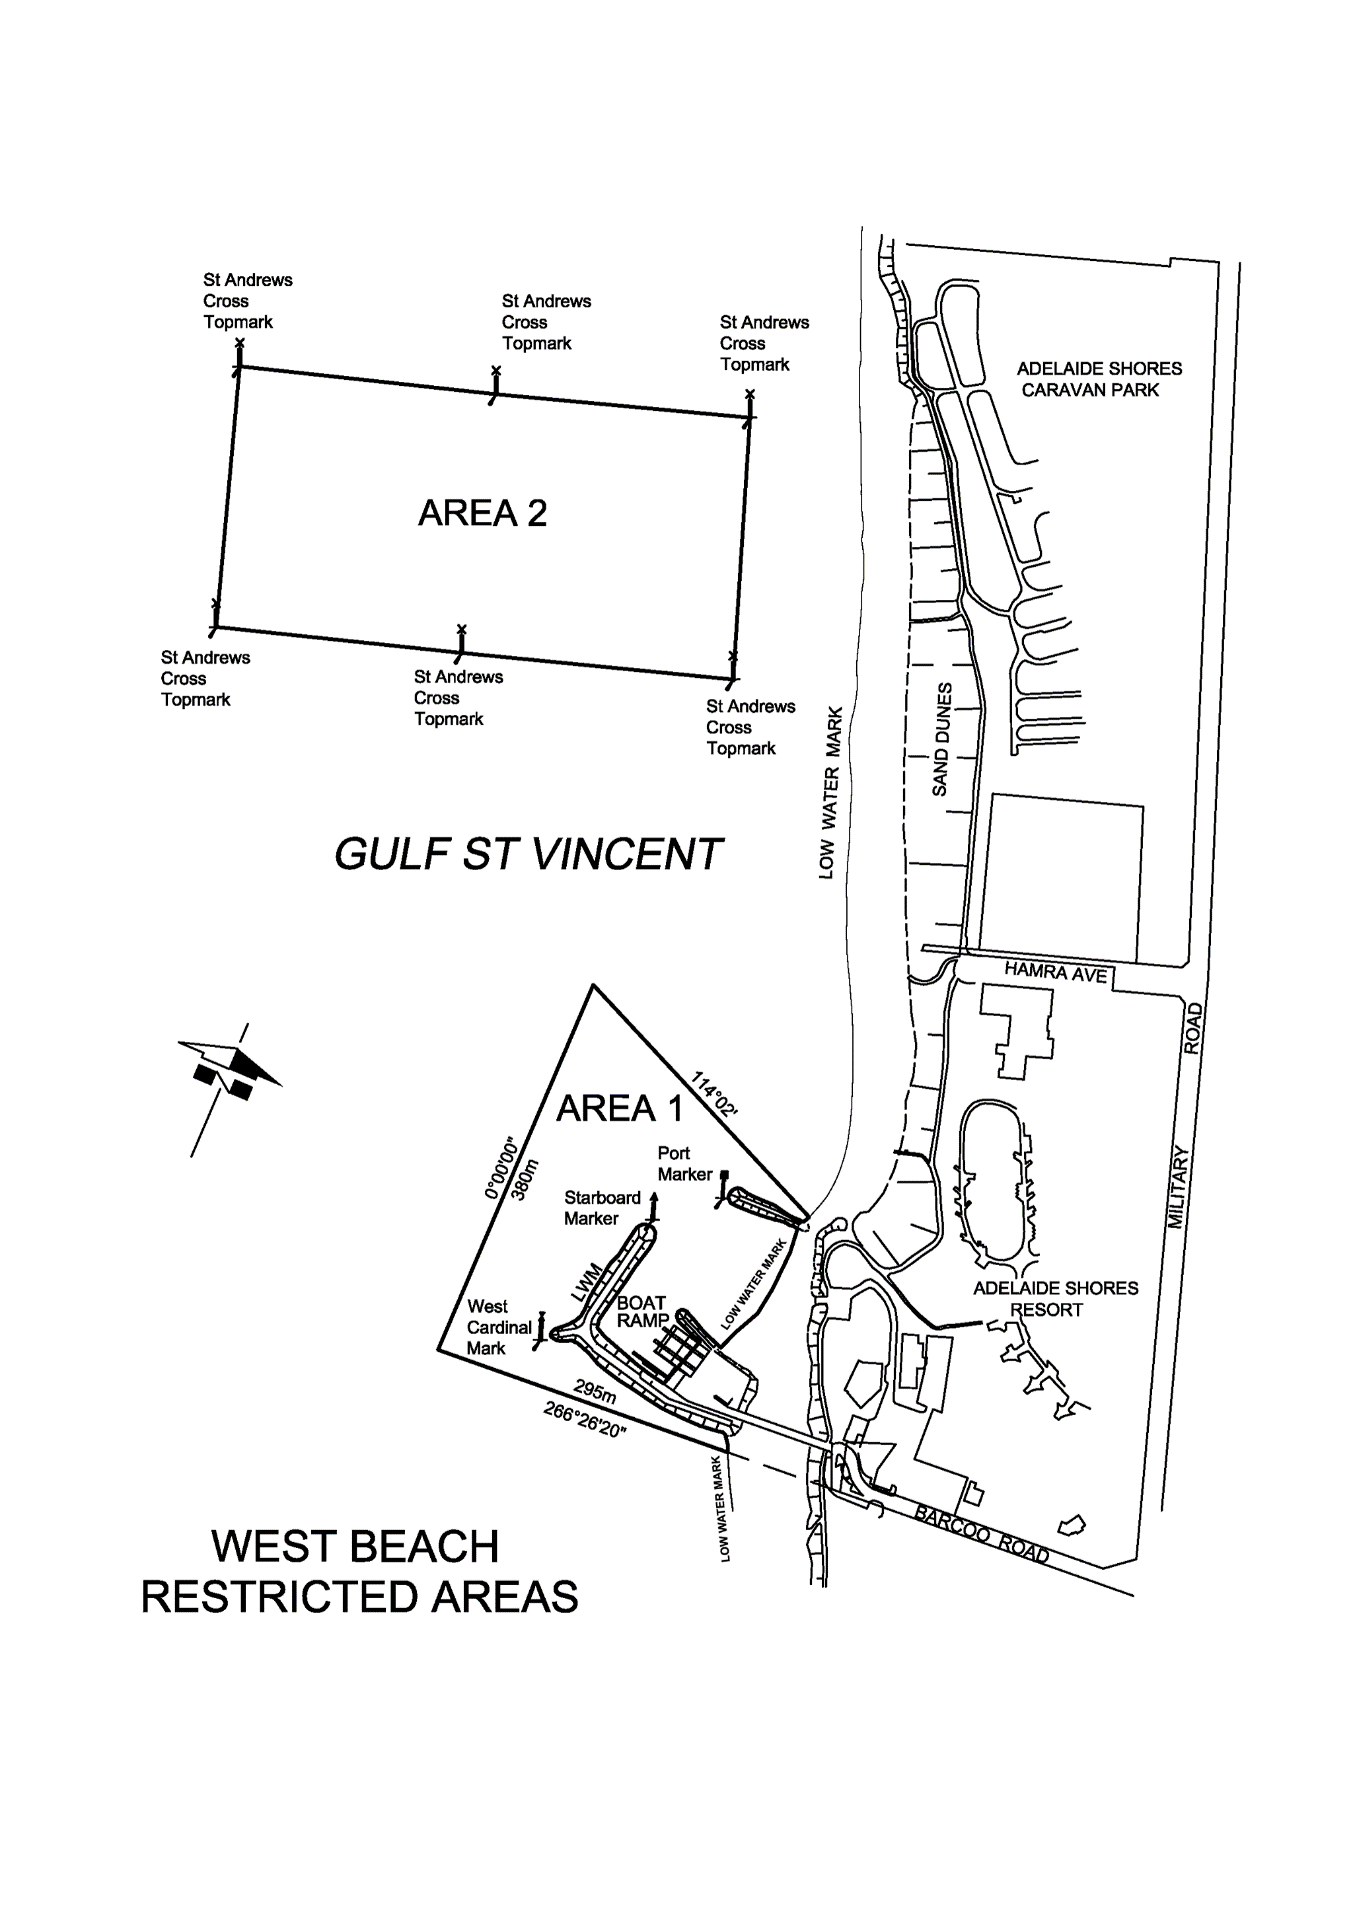 St Andrews
Cross
Topmark
St Andrews
Cross
Topmark
St Andrews
Cross
Topmark
ADELAIDE SHORES
CARAVAN PARK
AREA 2
St Andrews
Cross
Topmark
St Andrews
Cross
Topmark
St Andrews
Cross
Topmark
SAND DUNES
LOW WATER MARK
GULF ST VINCENT
HAMRA AVE
MILITARY ROAD
N
AREA 1
114°02'
0°00'00"
380m
Port
Marker
Starboard
Marker
LWM
LOW WATER MARK
BOAT
RAMP
West
Cardinal
Mark
ADELAIDE SHORES
RESORT
295m
266°26'20"
LOW WATER MARK
BARCOO ROAD
WEST BEACH
RESTRICTED AREAS